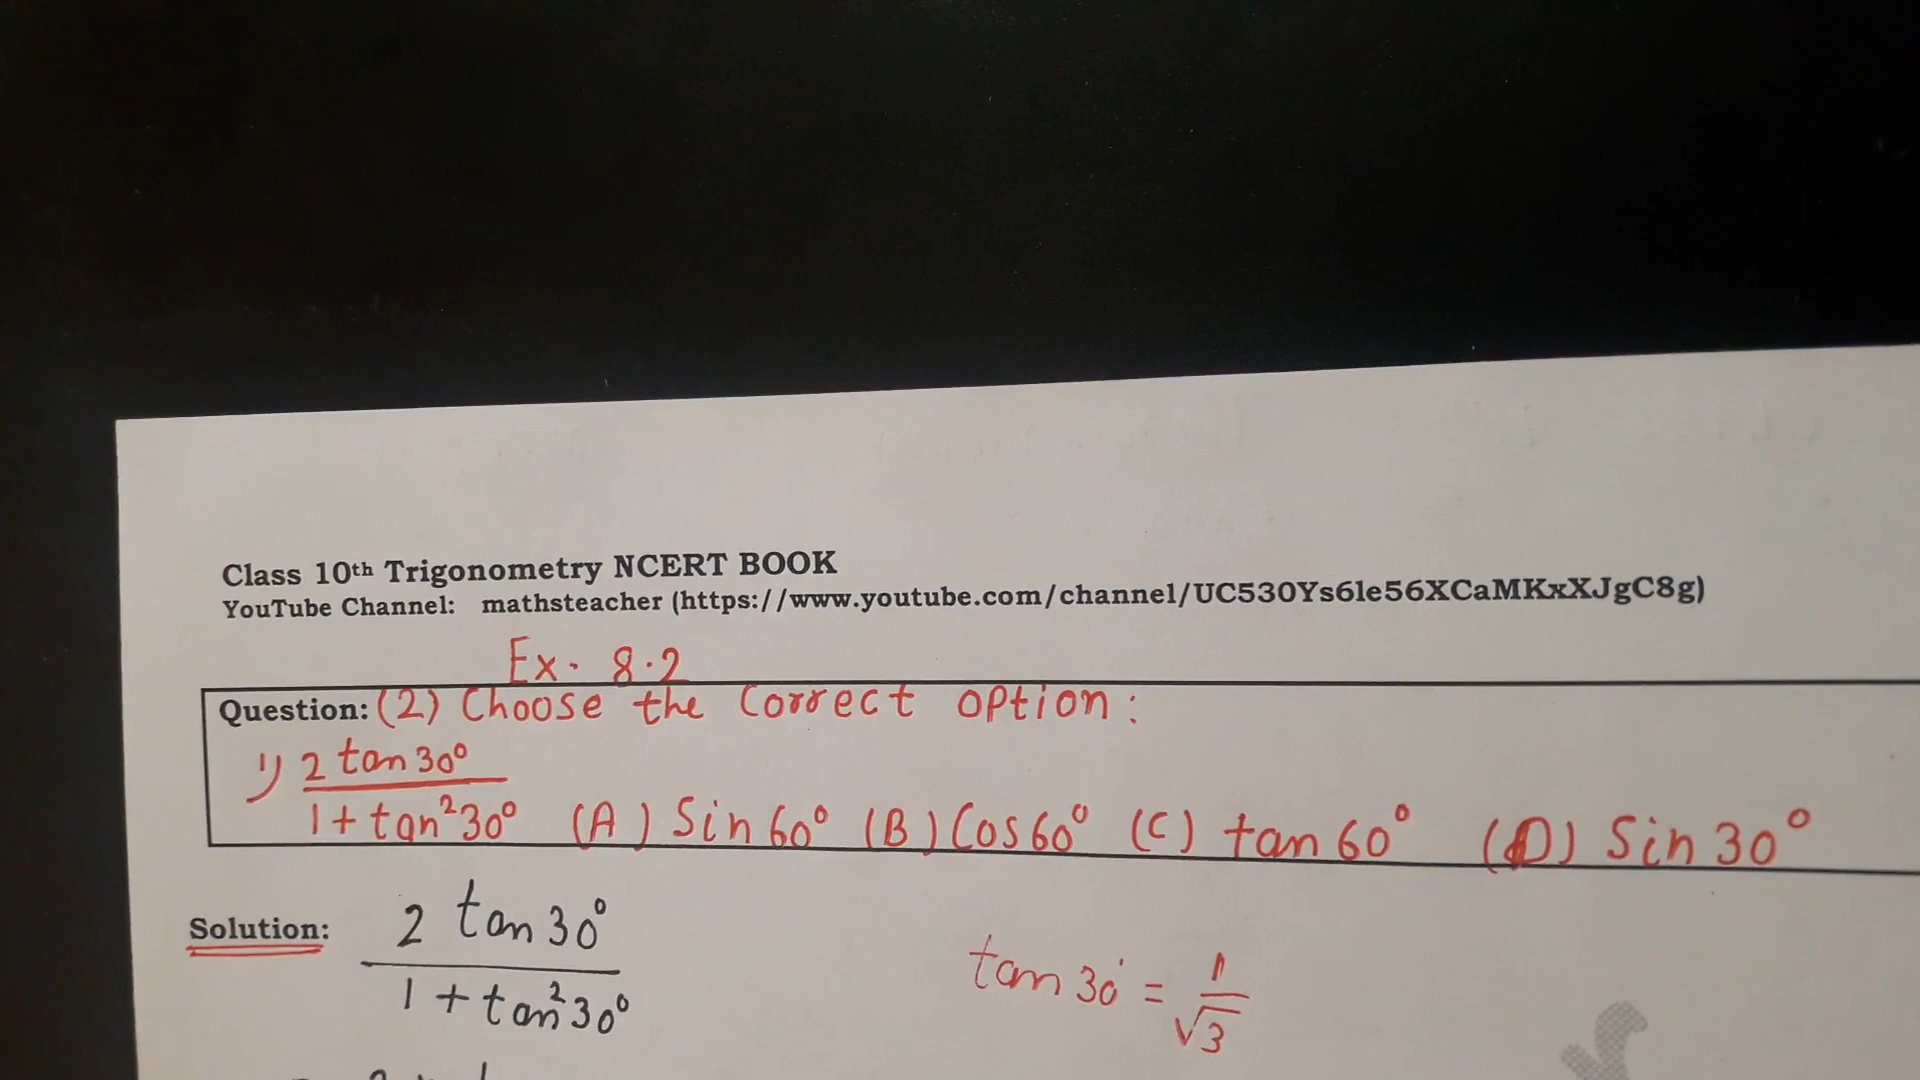 Class 10th Trigonometry NCERT BOOK
YouTube Channel: mathsteacher (https://www.youtube.com/channel/UC530Ys6le56XCaMKxXJgC8g)
Ex. 8.2
Question: (2) Choose the Correct option:
1) 2 tan 30°
1 + tan²30° (A) Sin 60° (B) Cos 60° (C) tan 60° (D) Sin 30°
Solution: 2 tan 30°
1 + tan²30°
tan 30° = 1
√3